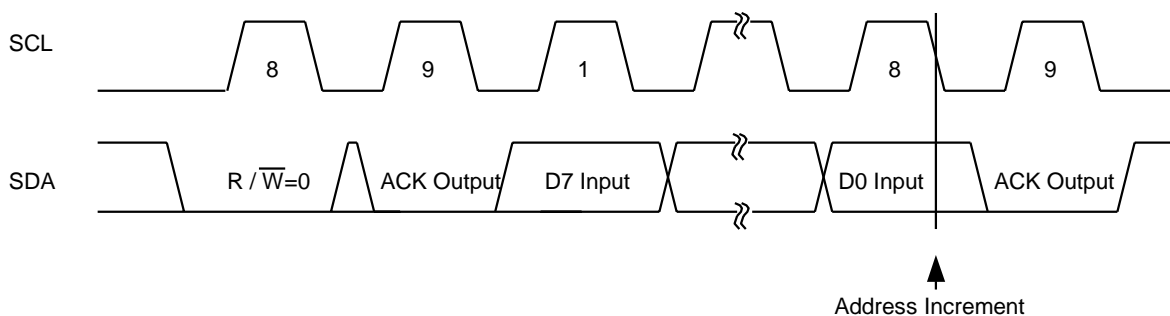 SCL
8 9 1 8 9
SDA
R / W̅=0 ACK Output D7 Input D0 Input ACK Output
Address Increment